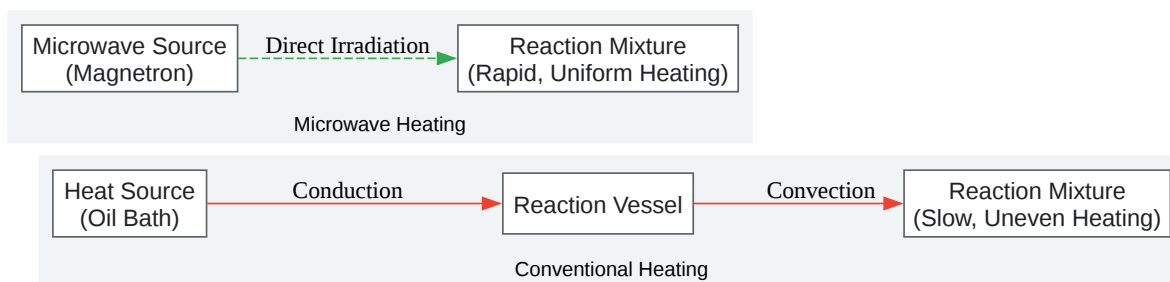 Microwave Source
(Magnetron)
Direct Irradiation
Reaction Mixture
(Rapid, Uniform Heating)
Microwave Heating
Heat Source
(Oil Bath)
Conduction
Reaction Vessel
Convection
Reaction Mixture
(Slow, Uneven Heating)
Conventional Heating